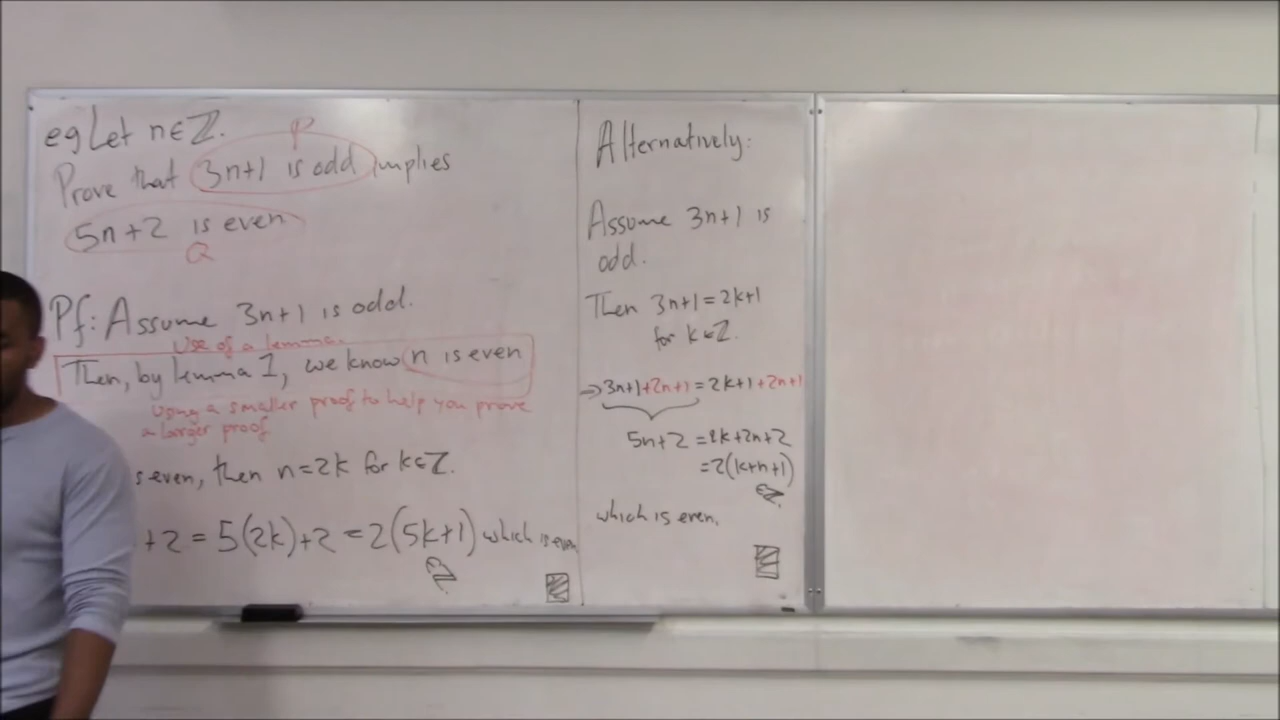 eg Let n∈ℤ.
P
Prove that 3n+1 is odd implies
5n+2 is even
Q
Pf: Assume 3n+1 is odd.
Use of a lemma.
Then, by lemma 1, we know n is even
Using a smaller proof to help you prove
a larger proof
s even, then n=2k for k∈ℤ.
+2 = 5(2k)+2 = 2(5k+1) which is even
∈ℤ
Alternatively:
Assume 3n+1 is
odd.
Then 3n+1=2k+1
for k∈ℤ.
⇒3n+1+2n+1=2k+1+2n+1
5n+2 =2k+2n+2
=2(k+n+1)
∈ℤ
which is even.